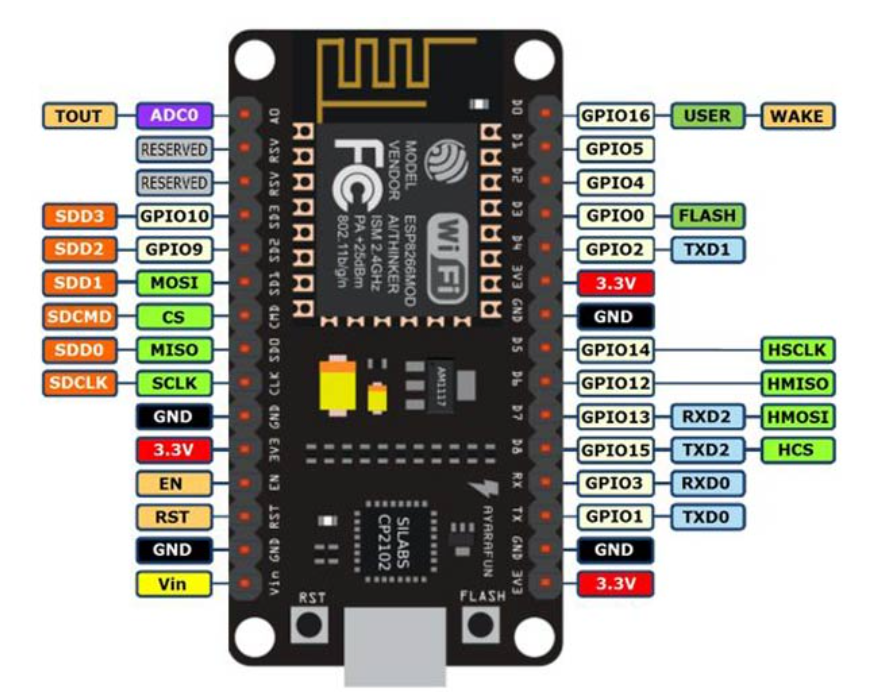 TOUT ADC0 A0 D0 GPIO16 USER WAKE
RESERVED RSV D1 GPIO5
RESERVED RSV D2 GPIO4
SDD3 GPIO10 SD3 D3 GPIO0 FLASH
SDD2 GPIO9 SD2 D4 GPIO2 TXD1
SDD1 MOSI SD1 3V3 3.3V
SDCMD CS CMD GND GND
SDD0 MISO SD0 D5 GPIO14 HSCLK
SDCLK SCLK CLK D6 GPIO12 HMISO
GND GND D7 GPIO13 RXD2 HMOSI
3.3V 3V3 D8 GPIO15 TXD2 HCS
EN EN RX GPIO3 RXD0
RST RST TX GPIO1 TXD0
GND GND GND GND
Vin Vin 3V3 3.3V
MODEL ESP8266MOD
VENDOR AI/THINKER
ISM 2.4GHz
PA +25dBm
802.11b/g/n
FC
Wi Fi
AM1117
SILABS
CP2102
AYARAFUN
RST
FLASH